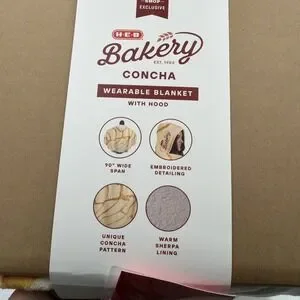 SHOP
EXCLUSIVE
H-E-B
Bakery
EST. 1905
CONCHA
WEARABLE BLANKET
WITH HOOD
90" WIDE
SPAN
EMBROIDERED
DETAILING
UNIQUE
CONCHA
PATTERN
WARM
SHERPA
LINING